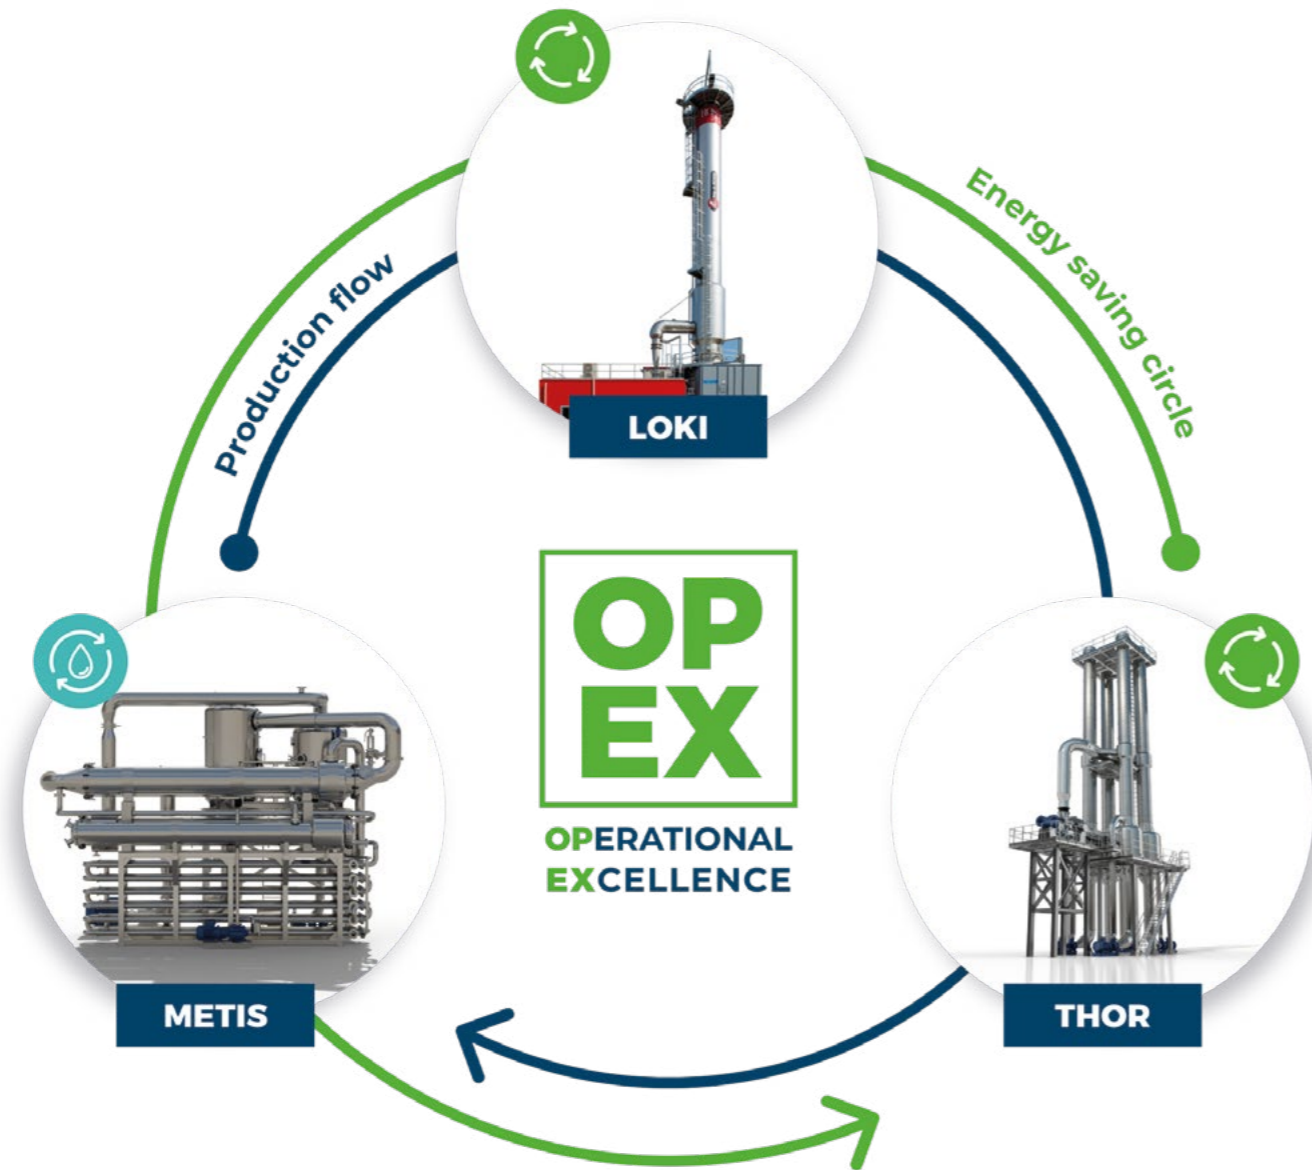 Production flow
Energy saving circle
LOKI
OP
EX
OPERATIONAL
EXCELLENCE
METIS
THOR